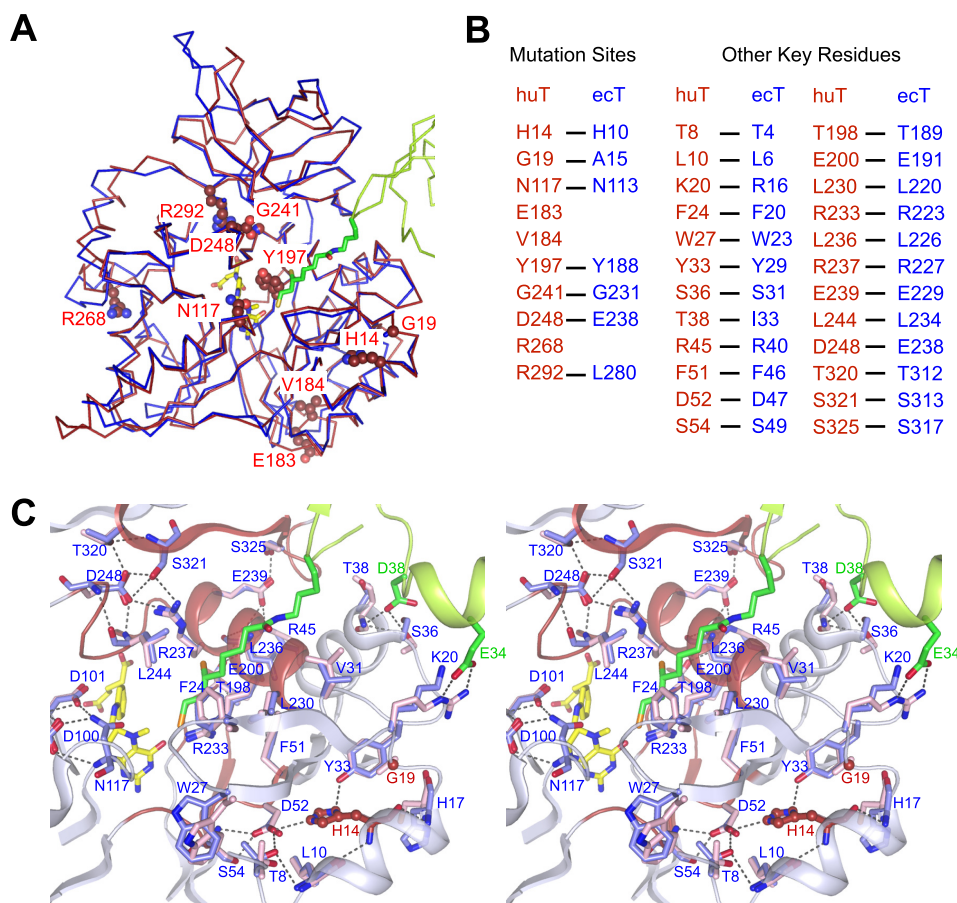 A
R292
G241
D248
Y197
N117
R268
G19
H14
V184
E183
B
Mutation Sites
Other Key Residues
huT ecT huT ecT huT ecT
H14 — H10 T8 — T4 T198 — T189
G19 — A15 L10 — L6 E200 — E191
N117 — N113 K20 — R16 L230 — L220
E183 F24 — F20 R233 — R223
V184 W27 — W23 L236 — L226
Y197 — Y188 Y33 — Y29 R237 — R227
G241 — G231 S36 — S31 E239 — E229
D248 — E238 T38 — I33 L244 — L234
R268 R45 — R40 D248 — E238
R292 — L280 F51 — F46 T320 — T312
D52 — D47 S321 — S313
S54 — S49 S325 — S317
C
T320
S321
S325
D248
E239
T38
D38
R45
S36
R237
L236
E34
K20
L244
E200
V31
D101
F24
T198
L230
D100
R233
F51
Y33
N117
G19
W27
D52
H17
H14
S54
T8
L10
T320
S321
S325
D248
E239
T38
D38
R45
S36
R237
L236
E34
K20
L244
E200
V31
D101
F24
T198
L230
D100
R233
F51
Y33
N117
G19
W27
D52
H17
H14
S54
T8
L10